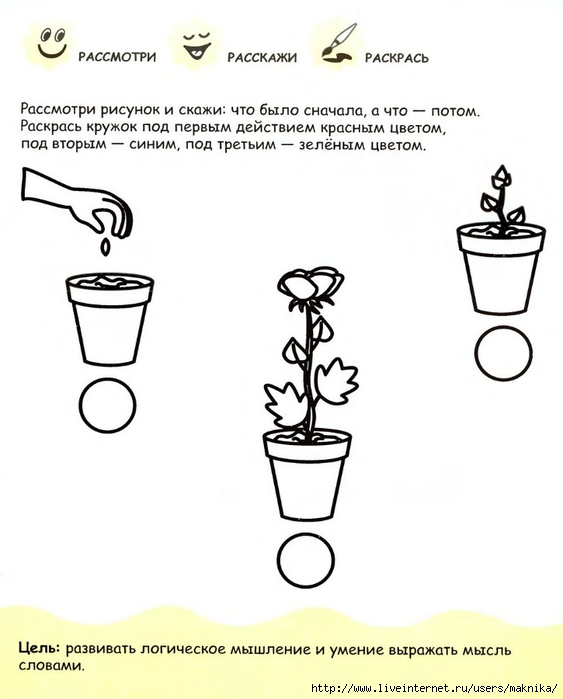 РАССМОТРИ РАССКАЖИ РАСКРАСЬ
Рассмотри рисунок и скажи: что было сначала, а что — потом.
Раскрась кружок под первым действием красным цветом,
под вторым — синим, под третьим — зелёным цветом.
Цель: развивать логическое мышление и умение выражать мысль
словами.
http://www.liveinternet.ru/users/maknika/